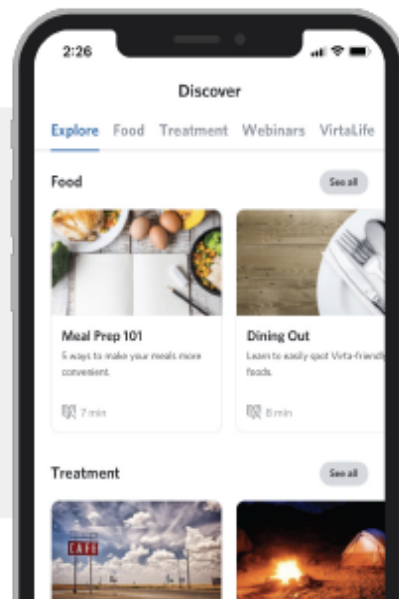 2:26
Discover
Explore Food Treatment Webinars VirtaLife
Food
See all
Meal Prep 101
5 ways to make your meals more
convenient.
7 min
Dining Out
Learn to easily spot Virta-friendly
foods.
8 min
Treatment
See all
CAFE